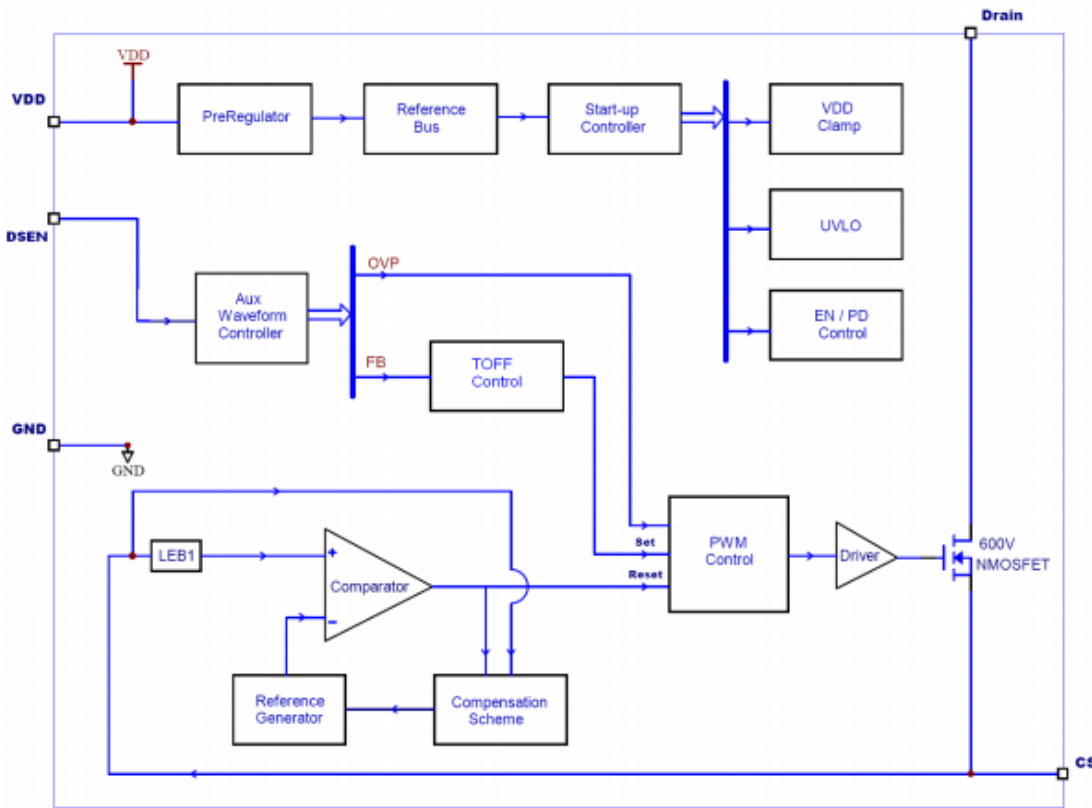 Drain
VDD
VDD
PreRegulator
Reference
Bus
Start-up
Controller
VDD
Clamp
DSEN
UVLO
OVP
Aux
Waveform
Controller
EN / PD
Control
FB
TOFF
Control
GND
GND
LEB1
+
Comparator
-
Set
Reset
PWM
Control
Driver
600V
NMOSFET
Reference
Generator
Compensation
Scheme
CS